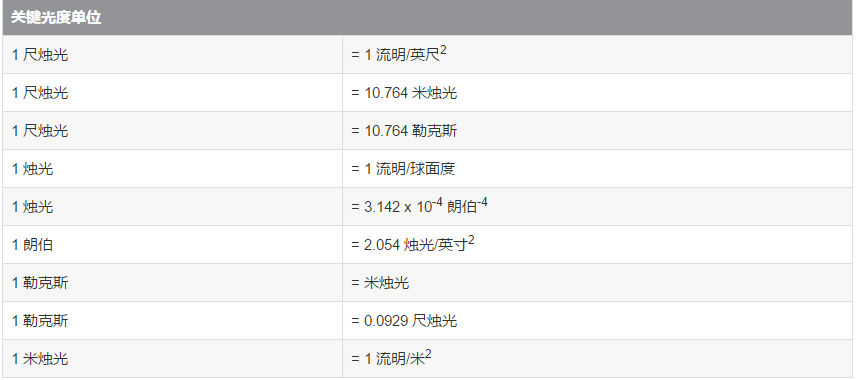 关键光度单位
1 尺烛光 = 1 流明/英尺²
1 尺烛光 = 10.764 米烛光
1 尺烛光 = 10.764 勒克斯
1 烛光 = 1 流明/球面度
1 烛光 = 3.142 x 10⁻⁴ 朗伯⁻⁴
1 朗伯 = 2.054 烛光/英寸²
1 勒克斯 = 米烛光
1 勒克斯 = 0.0929 尺烛光
1 米烛光 = 1 流明/米²